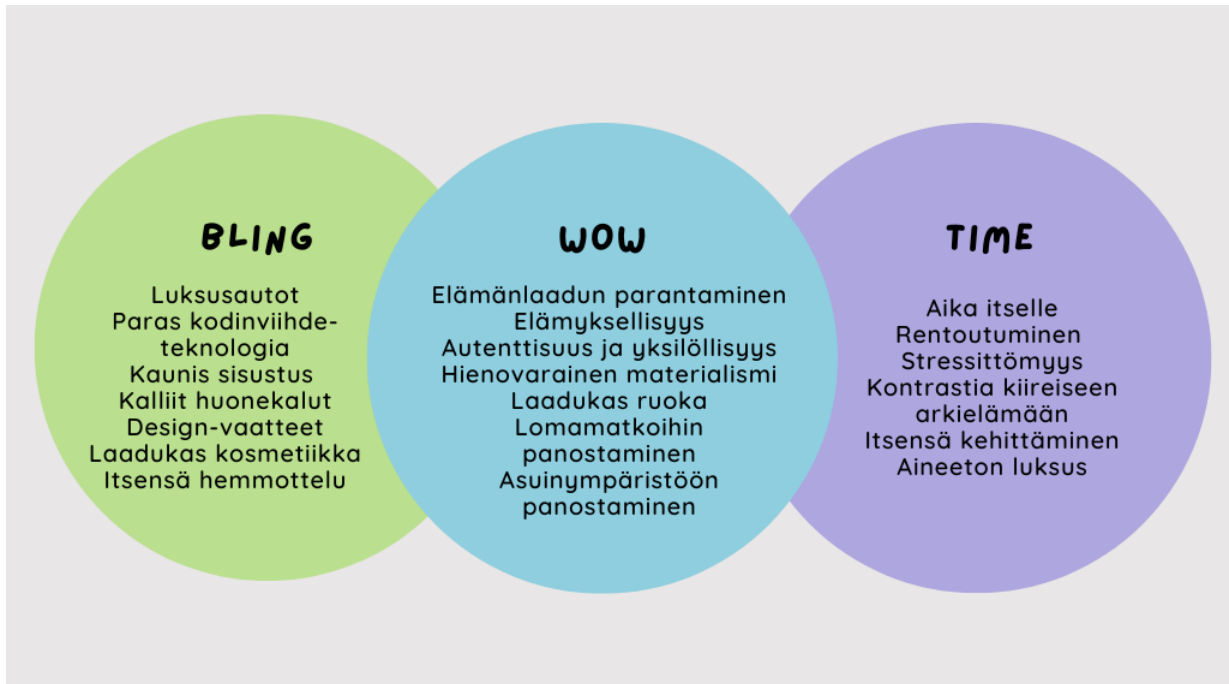 BLING
Luksusautot
Paras kodinviihde-
teknologia
Kaunis sisustus
Kalliit huonekalut
Design-vaatteet
Laadukas kosmetiikka
Itsensä hemmottelu
WOW
Elämänlaadun parantaminen
Elämyksellisyys
Autenttisuus ja yksilöllisyys
Hienovarainen materialismi
Laadukas ruoka
Lomamatkoihin
panostaminen
Asuinympäristöön
panostaminen
TIME
Aika itselle
Rentoutuminen
Stressittömyys
Kontrastia kiireiseen
arkielämään
Itsensä kehittäminen
Aineeton luksus